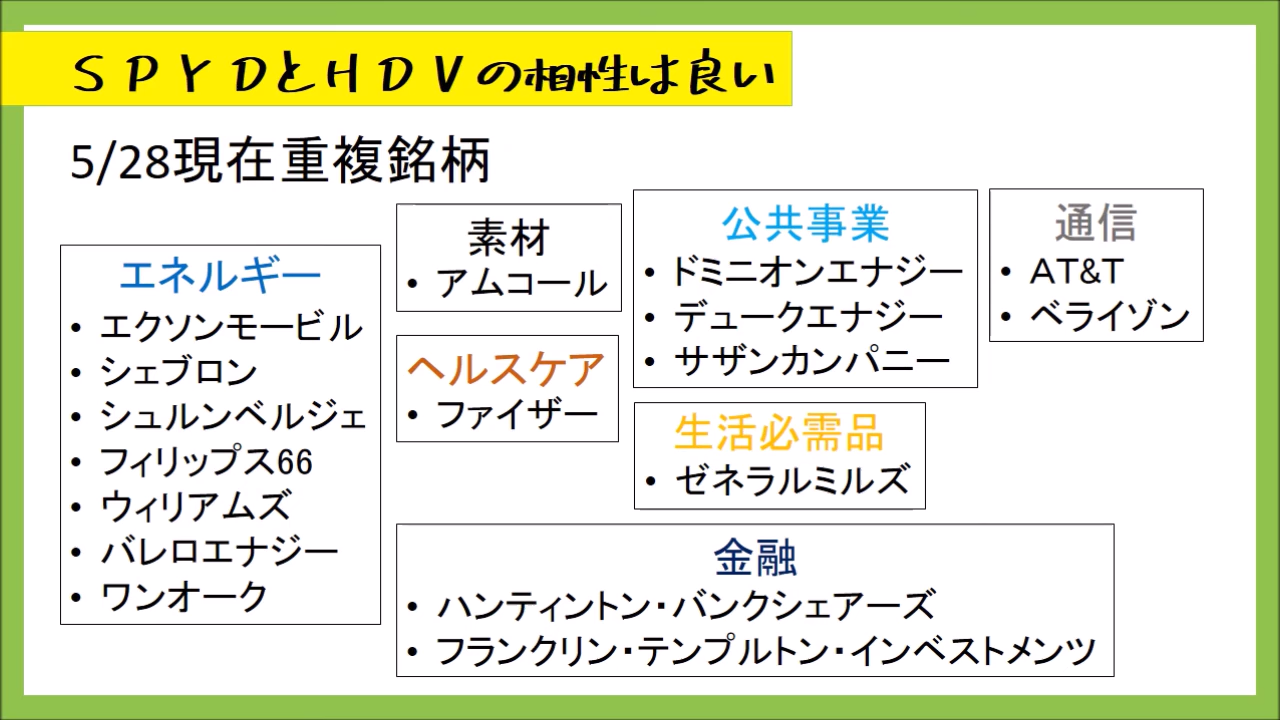 ＳＰＹＤとＨＤＶの相性は良い
5/28現在重複銘柄
エネルギー
• エクソンモービル
• シェブロン
• シュルンベルジェ
• フィリップス66
• ウィリアムズ
• バレロエナジー
• ワンオーク
素材
• アムコール
ヘルスケア
• ファイザー
公共事業
• ドミニオンエナジー
• デュークエナジー
• サザンカンパニー
通信
• AT&T
• ベライゾン
生活必需品
• ゼネラルミルズ
金融
• ハンティントン・バンクシェアーズ
• フランクリン・テンプルトン・インベストメンツ